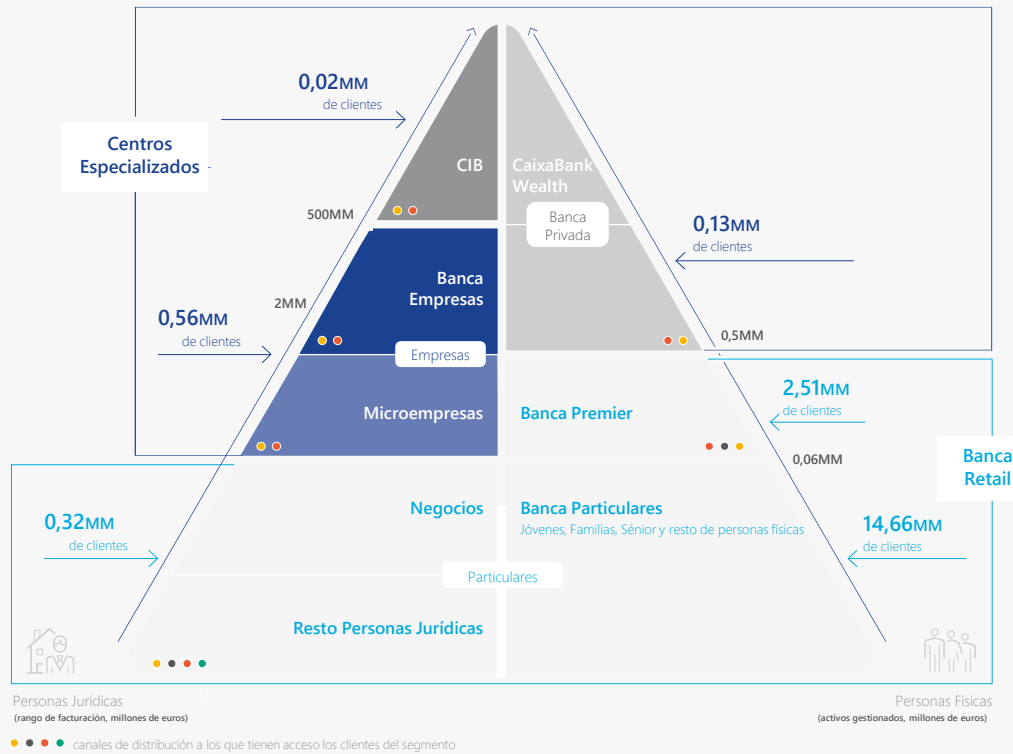 0,02MM
de clientes
Centros
Especializados
CIB
CaixaBank
Wealth
500MM
Banca
Privada
0,13MM
de clientes
Banca
Empresas
2MM
0,56MM
de clientes
0,5MM
Empresas
2,51MM
de clientes
Microempresas
Banca Premier
0,06MM
Banca
Retail
Negocios
Banca Particulares
Jóvenes, Familias, Sénior y resto de personas físicas
0,32MM
de clientes
14,66MM
de clientes
Particulares
Resto Personas Jurídicas
Personas Jurídicas
(rango de facturación, millones de euros)
Personas Físicas
(activos gestionados, millones de euros)
canales de distribución a los que tienen acceso los clientes del segmento